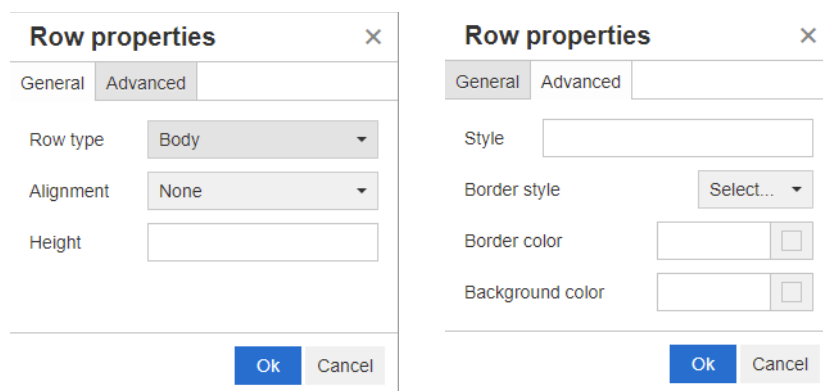 Row properties ×
General Advanced
Row type Body
Alignment None
Height
Ok Cancel
Row properties ×
General Advanced
Style
Border style Select...
Border color
Background color
Ok Cancel